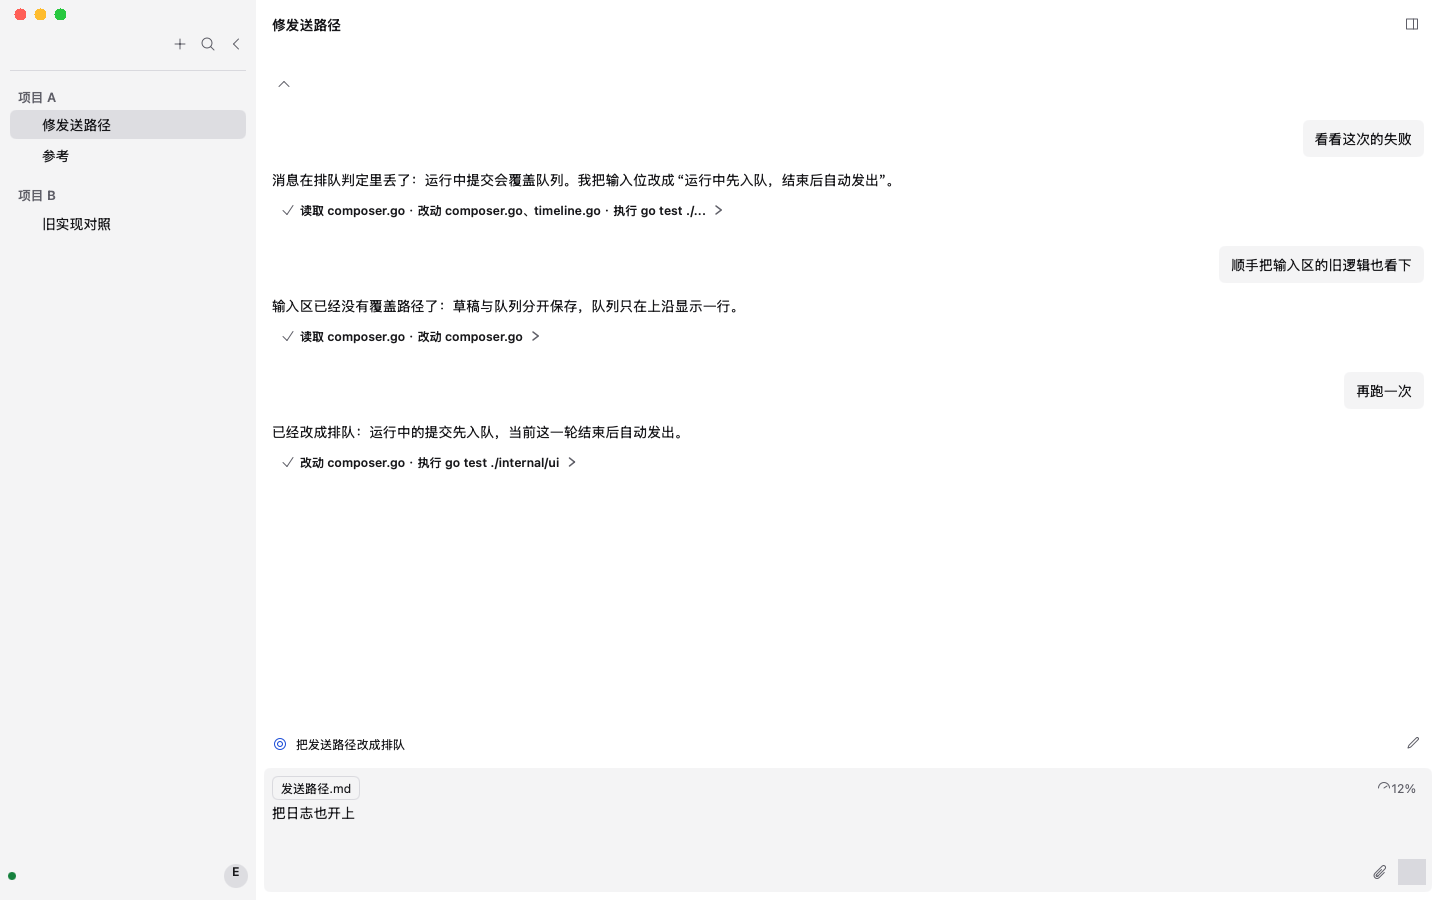 修发送路径
项目 A
修发送路径
参考
项目 B
旧实现对照
看看这次的失败
消息在排队判定里丢了：运行中提交会覆盖队列。我把输入位改成“运行中先入队，结束后自动发出”。
读取 composer.go · 改动 composer.go、timeline.go · 执行 go test ./...
顺手把输入区的旧逻辑也看下
输入区已经没有覆盖路径了：草稿与队列分开保存，队列只在上沿显示一行。
读取 composer.go · 改动 composer.go
再跑一次
已经改成排队：运行中的提交先入队，当前这一轮结束后自动发出。
改动 composer.go · 执行 go test ./internal/ui
把发送路径改成排队
发送路径.md
12%
把日志也开上
E